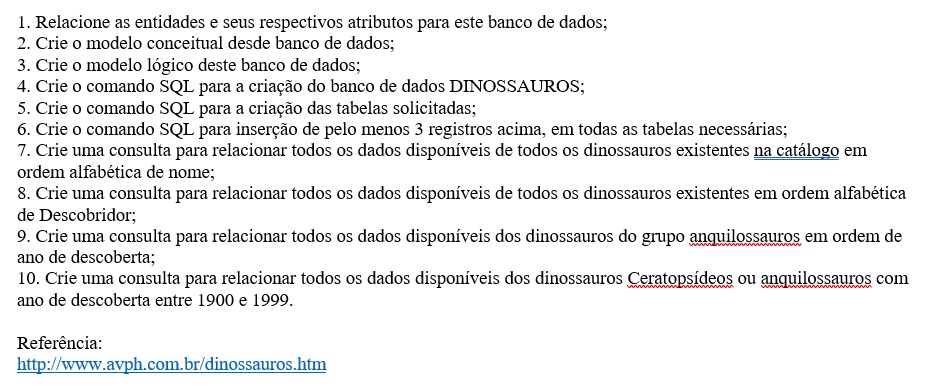 1. Relacione as entidades e seus respectivos atributos para este banco de dados;
2. Crie o modelo conceitual desde banco de dados;
3. Crie o modelo lógico deste banco de dados;
4. Crie o comando SQL para a criação do banco de dados DINOSSAUROS;
5. Crie o comando SQL para a criação das tabelas solicitadas;
6. Crie o comando SQL para inserção de pelo menos 3 registros acima, em todas as tabelas necessárias;
7. Crie uma consulta para relacionar todos os dados disponíveis de todos os dinossauros existentes na catálogo em
ordem alfabética de nome;
8. Crie uma consulta para relacionar todos os dados disponíveis de todos os dinossauros existentes em ordem alfabética
de Descobridor;
9. Crie uma consulta para relacionar todos os dados disponíveis dos dinossauros do grupo anquilossauros em ordem de
ano de descoberta;
10. Crie uma consulta para relacionar todos os dados disponíveis dos dinossauros Ceratopsídeos ou anquilossauros com
ano de descoberta entre 1900 e 1999.
Referência:
http://www.avph.com.br/dinossauros.htm